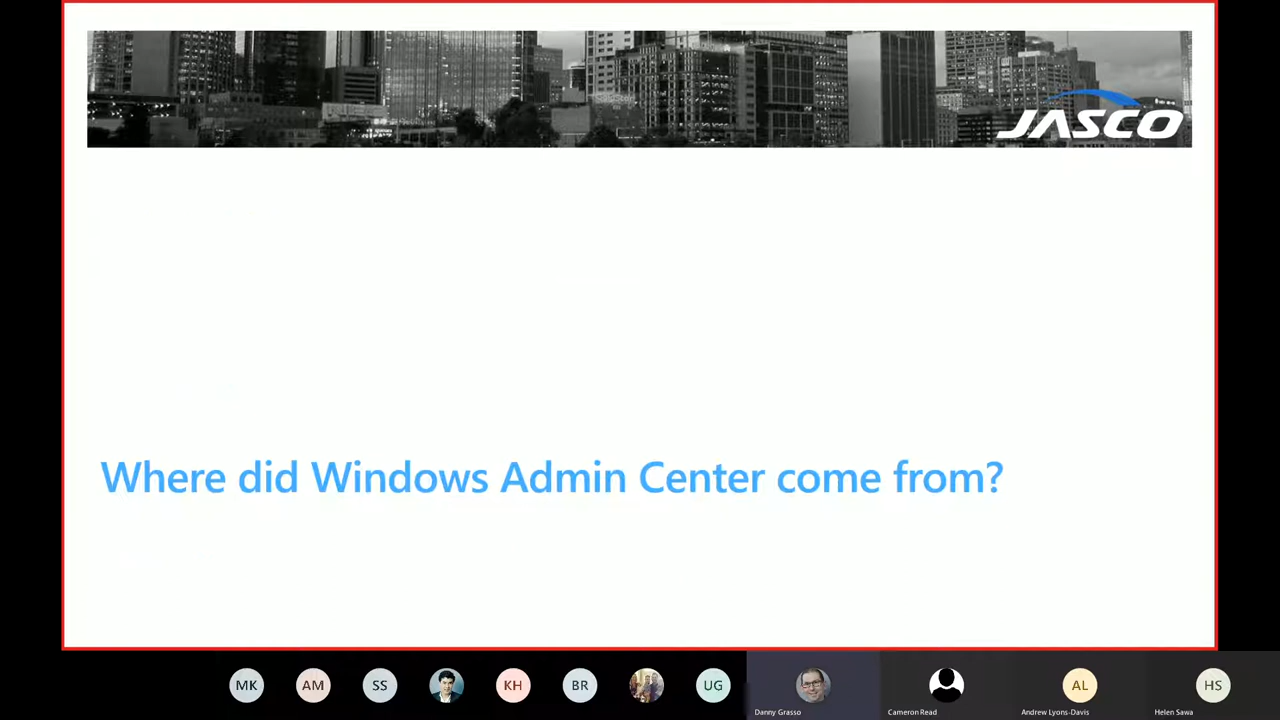 JASCO
Where did Windows Admin Center come from?
MK
AM
SS
KH
BR
UG
Danny Grasso
Cameron Read
AL
Andrew Lyons-Davis
HS
Helen Sawa